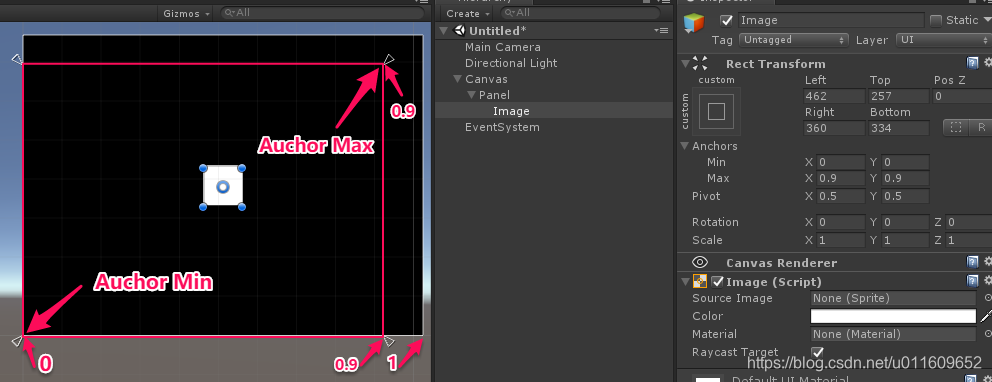 Gizmos All
Auchor Max
0.9
Auchor Min
0
0.9
1
Create All
Untitled*
Main Camera
Directional Light
Canvas
Panel
Image
EventSystem
Image Static
Tag Untagged Layer UI
Rect Transform
custom
custom
Left Top Pos Z
462 257 0
Right Bottom
360 334
R
Anchors
Min X 0 Y 0
Max X 0.9 Y 0.9
Pivot X 0.5 Y 0.5
Rotation X 0 Y 0 Z 0
Scale X 1 Y 1 Z 1
Canvas Renderer
Image (Script)
Source Image None (Sprite)
Color
Material None (Material)
Raycast Target
https://blog.csdn.net/u011609652
Default UI Material